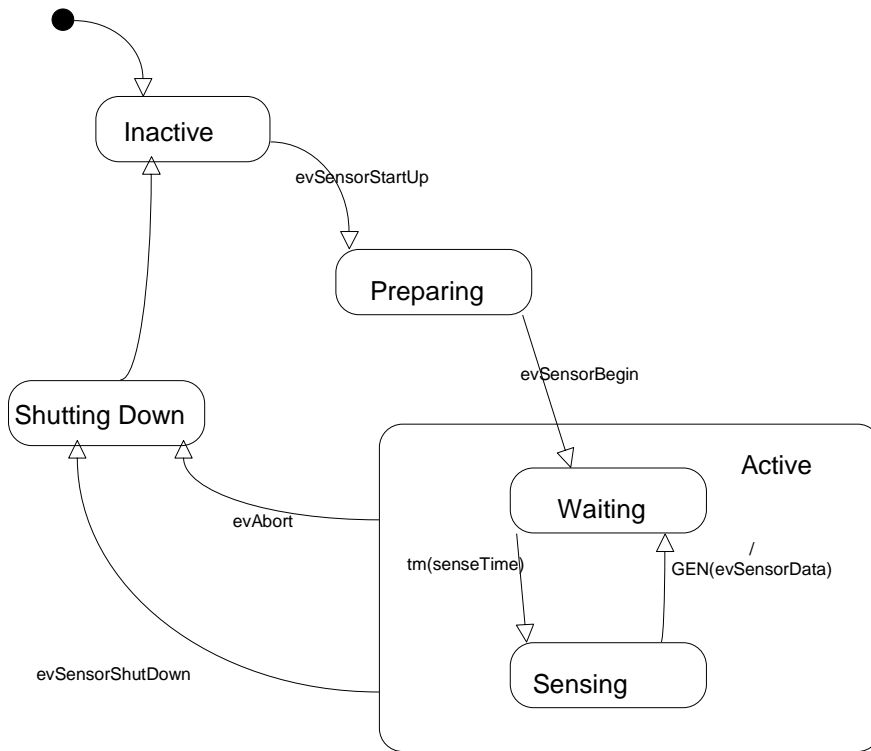 Inactive
evSensorStartUp
Preparing
evSensorBegin
Shutting Down
Active
Waiting
evAbort
tm(senseTime)
/
GEN(evSensorData)
evSensorShutDown
Sensing